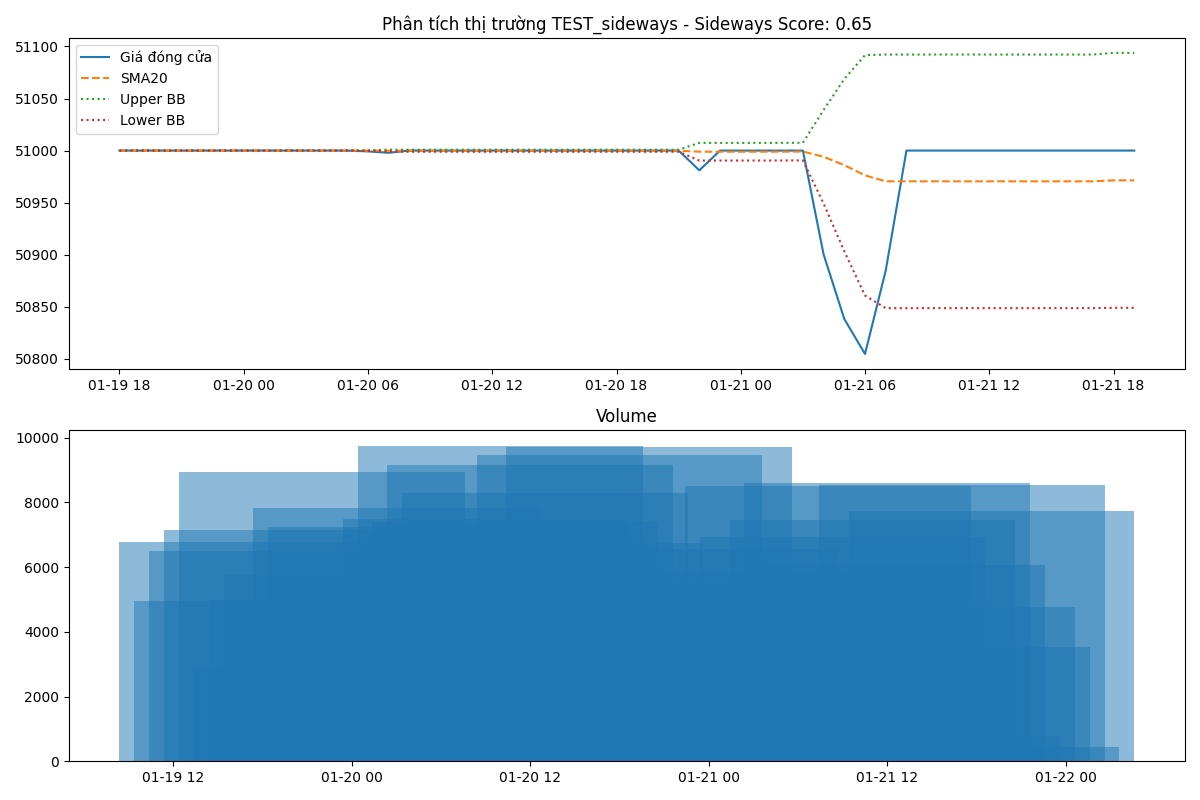 Phân tích thị trường TEST_sideways - Sideways Score: 0.65
Giá đóng cửa
SMA20
Upper BB
Lower BB
51100
51050
51000
50950
50900
50850
50800
01-19 18 01-20 00 01-20 06 01-20 12 01-20 18 01-21 00 01-21 06 01-21 12 01-21 18
Volume
10000
8000
6000
4000
2000
0
01-19 12 01-20 00 01-20 12 01-21 00 01-21 12 01-22 00